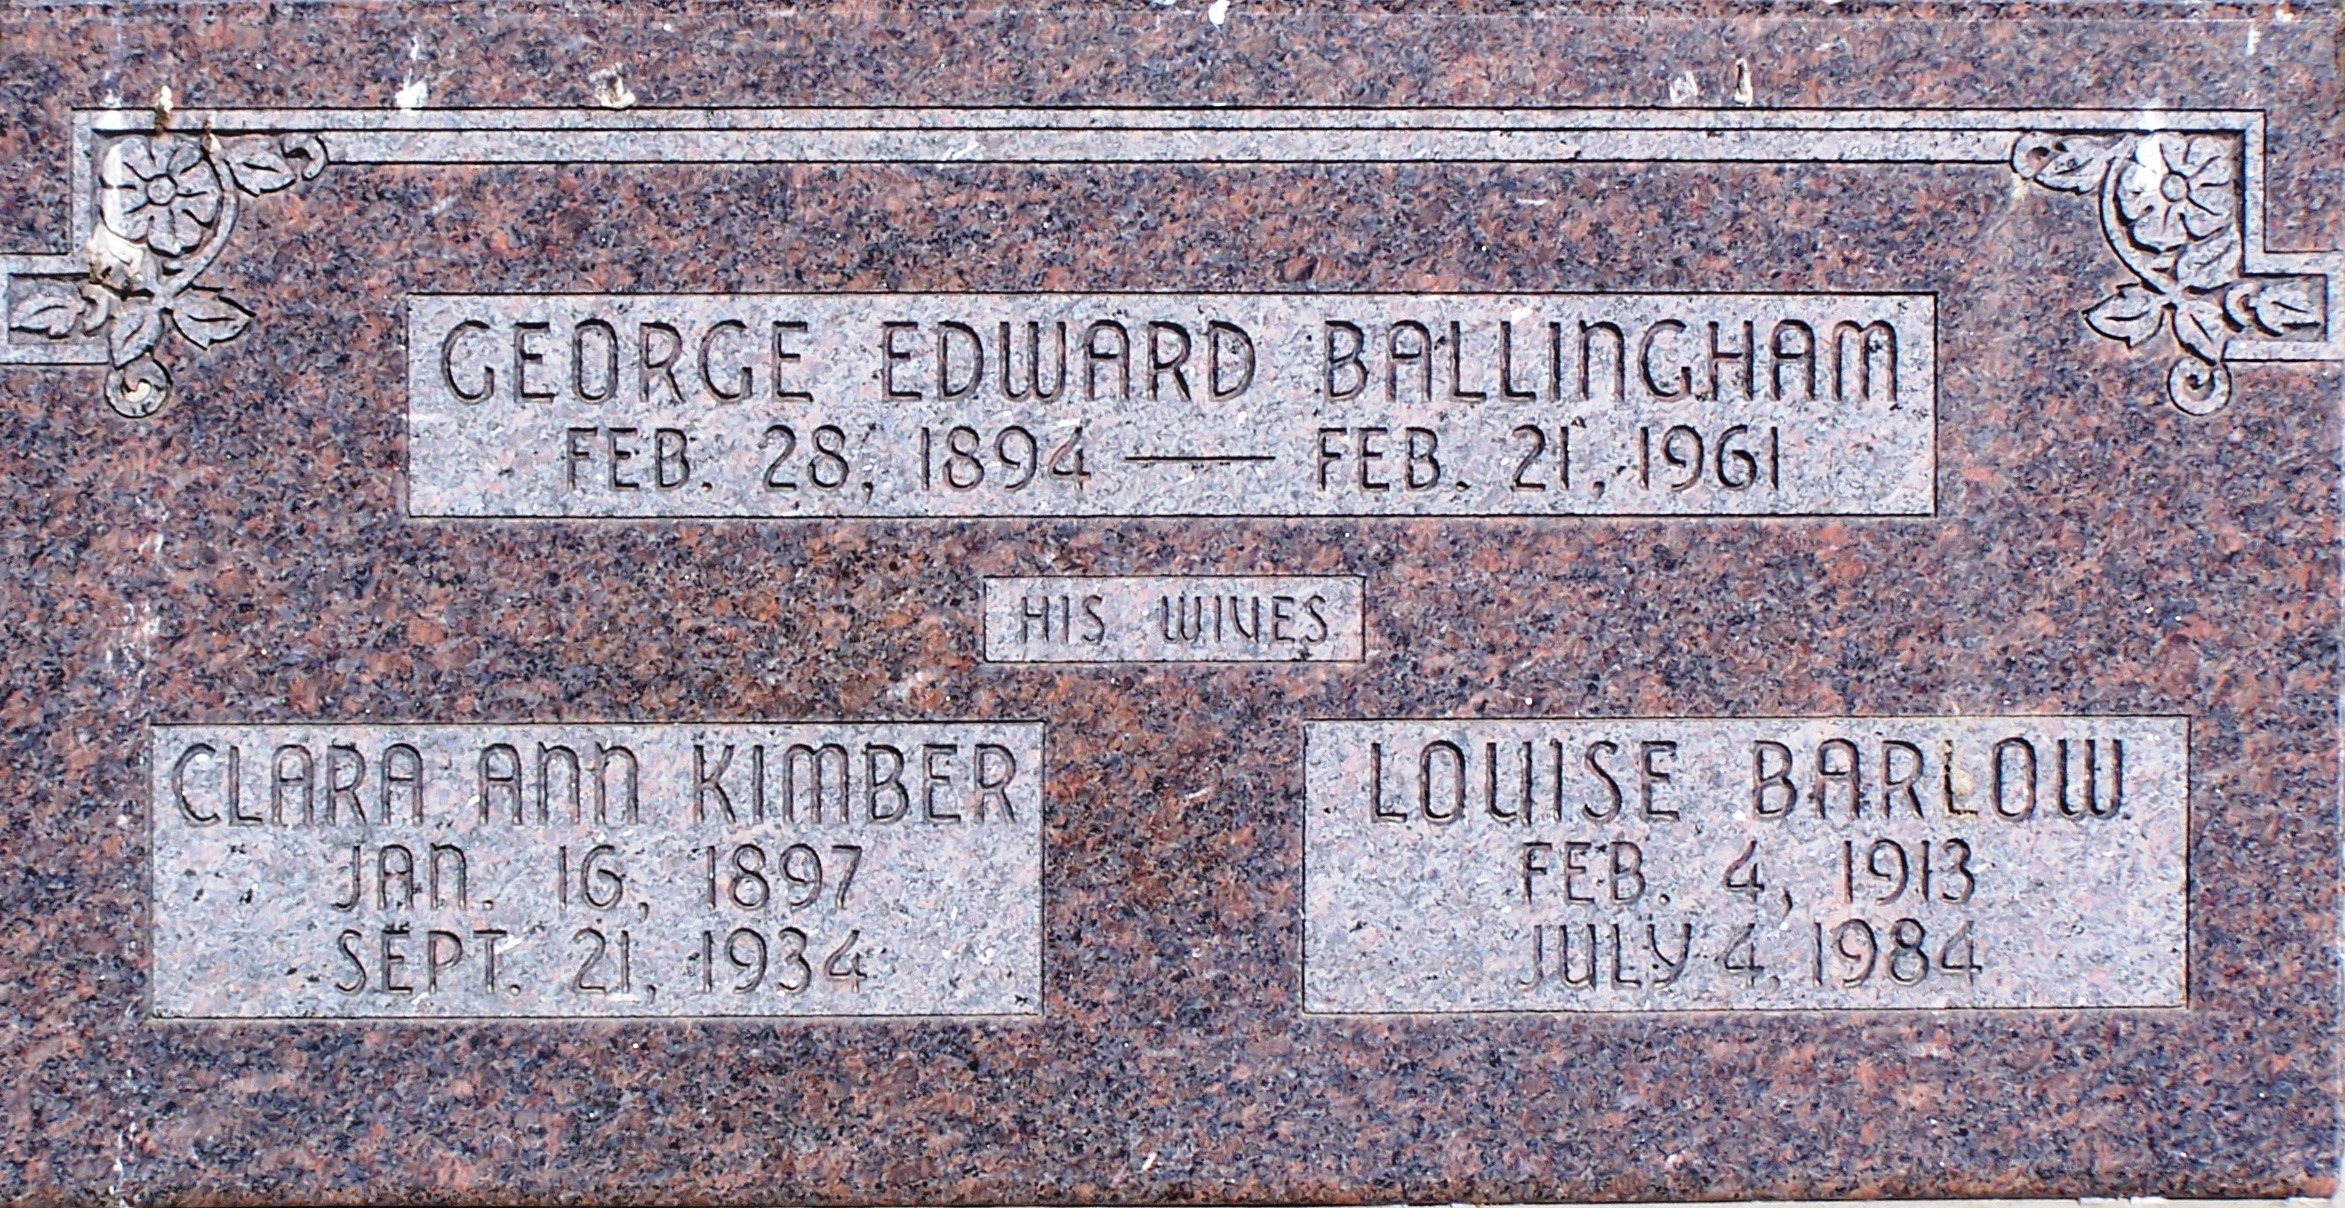 GEORGE EDWARD BALLINGHAM
FEB. 28, 1894 — FEB. 21, 1961
HIS WIVES
CLARA ANN KIMBER
JAN. 16, 1897
SEPT. 21, 1934
LOUISE BARLOW
FEB. 4, 1913
JULY 4, 1984